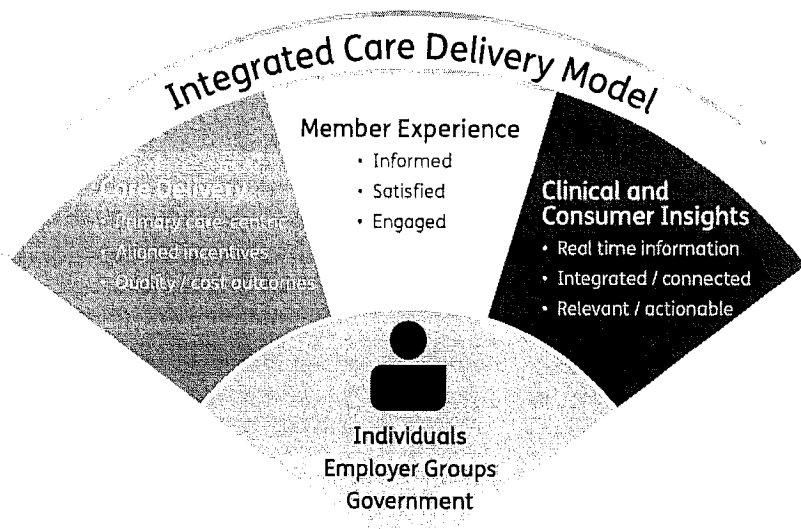 Integrated Care Delivery Model
Care Delivery
• Primary care-centric
• Aligned incentives
• Quality / cost outcomes
Member Experience
• Informed
• Satisfied
• Engaged
Clinical and
Consumer Insights
• Real time information
• Integrated / connected
• Relevant / actionable
Individuals
Employer Groups
Government